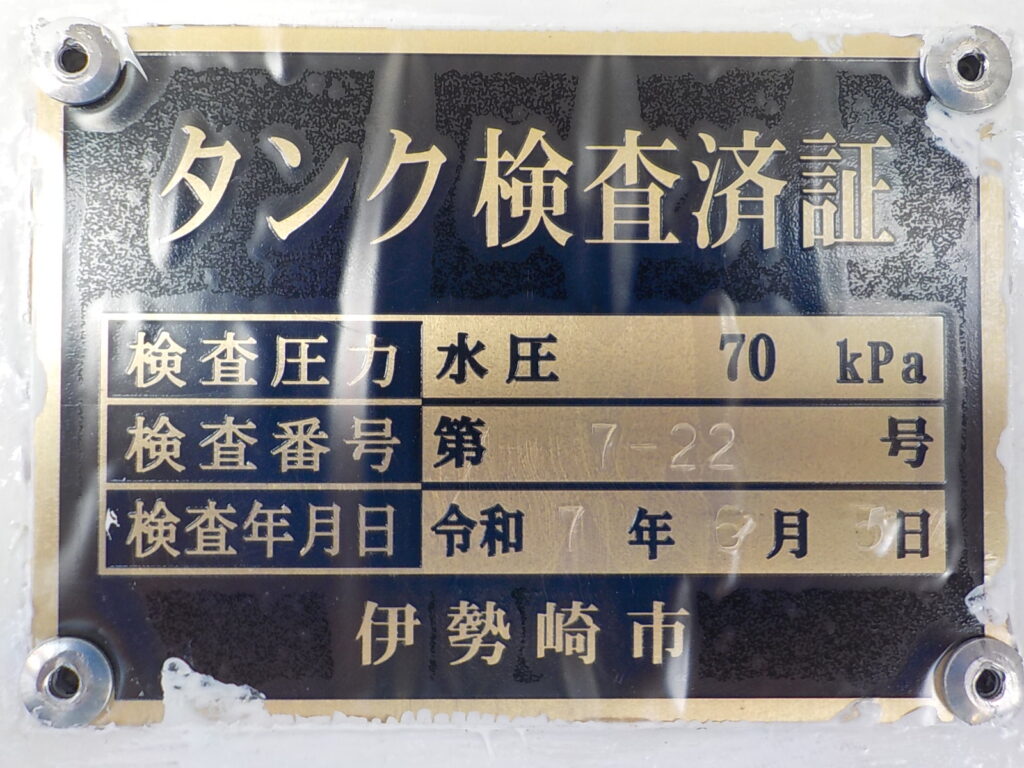 タンク検査済証
検査圧力 水圧 70 kPa
検査番号 第 7-22 号
検査年月日 令和 7 年 6 月 5 日
伊勢崎市